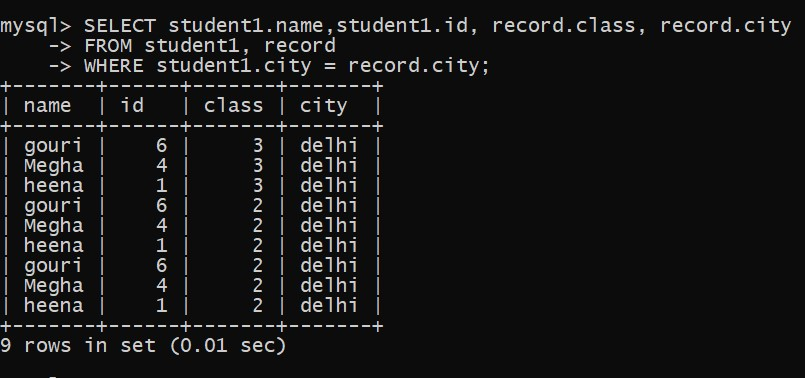 mysql> SELECT student1.name,student1.id, record.class, record.city
    -> FROM student1, record
    -> WHERE student1.city = record.city;
+-------+------+-------+-------+
| name  | id   | class | city  |
+-------+------+-------+-------+
| gouri |    6 |     3 | delhi |
| Megha |    4 |     3 | delhi |
| heena |    1 |     3 | delhi |
| gouri |    6 |     2 | delhi |
| Megha |    4 |     2 | delhi |
| heena |    1 |     2 | delhi |
| gouri |    6 |     2 | delhi |
| Megha |    4 |     2 | delhi |
| heena |    1 |     2 | delhi |
+-------+------+-------+-------+
9 rows in set (0.01 sec)